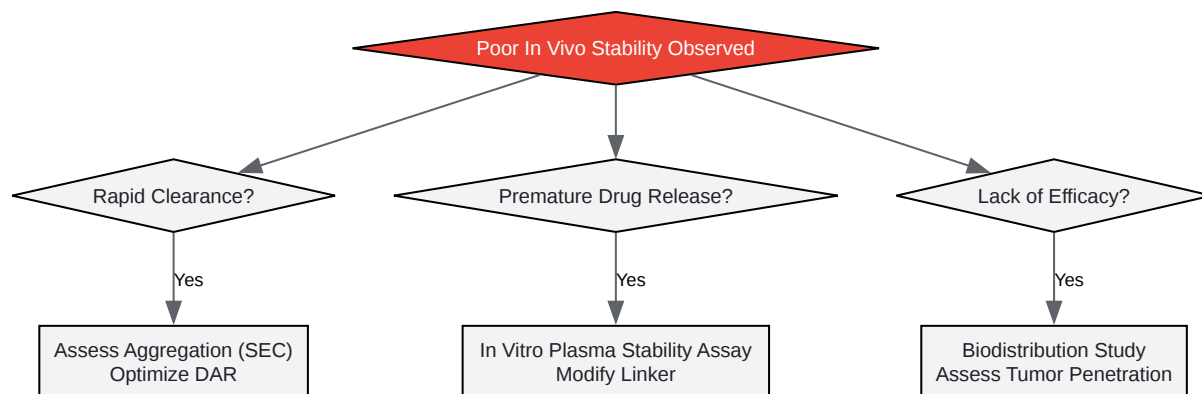 Poor In Vivo Stability Observed
Rapid Clearance?
Premature Drug Release?
Lack of Efficacy?
Yes
Yes
Yes
Assess Aggregation (SEC)
Optimize DAR
In Vitro Plasma Stability Assay
Modify Linker
Biodistribution Study
Assess Tumor Penetration